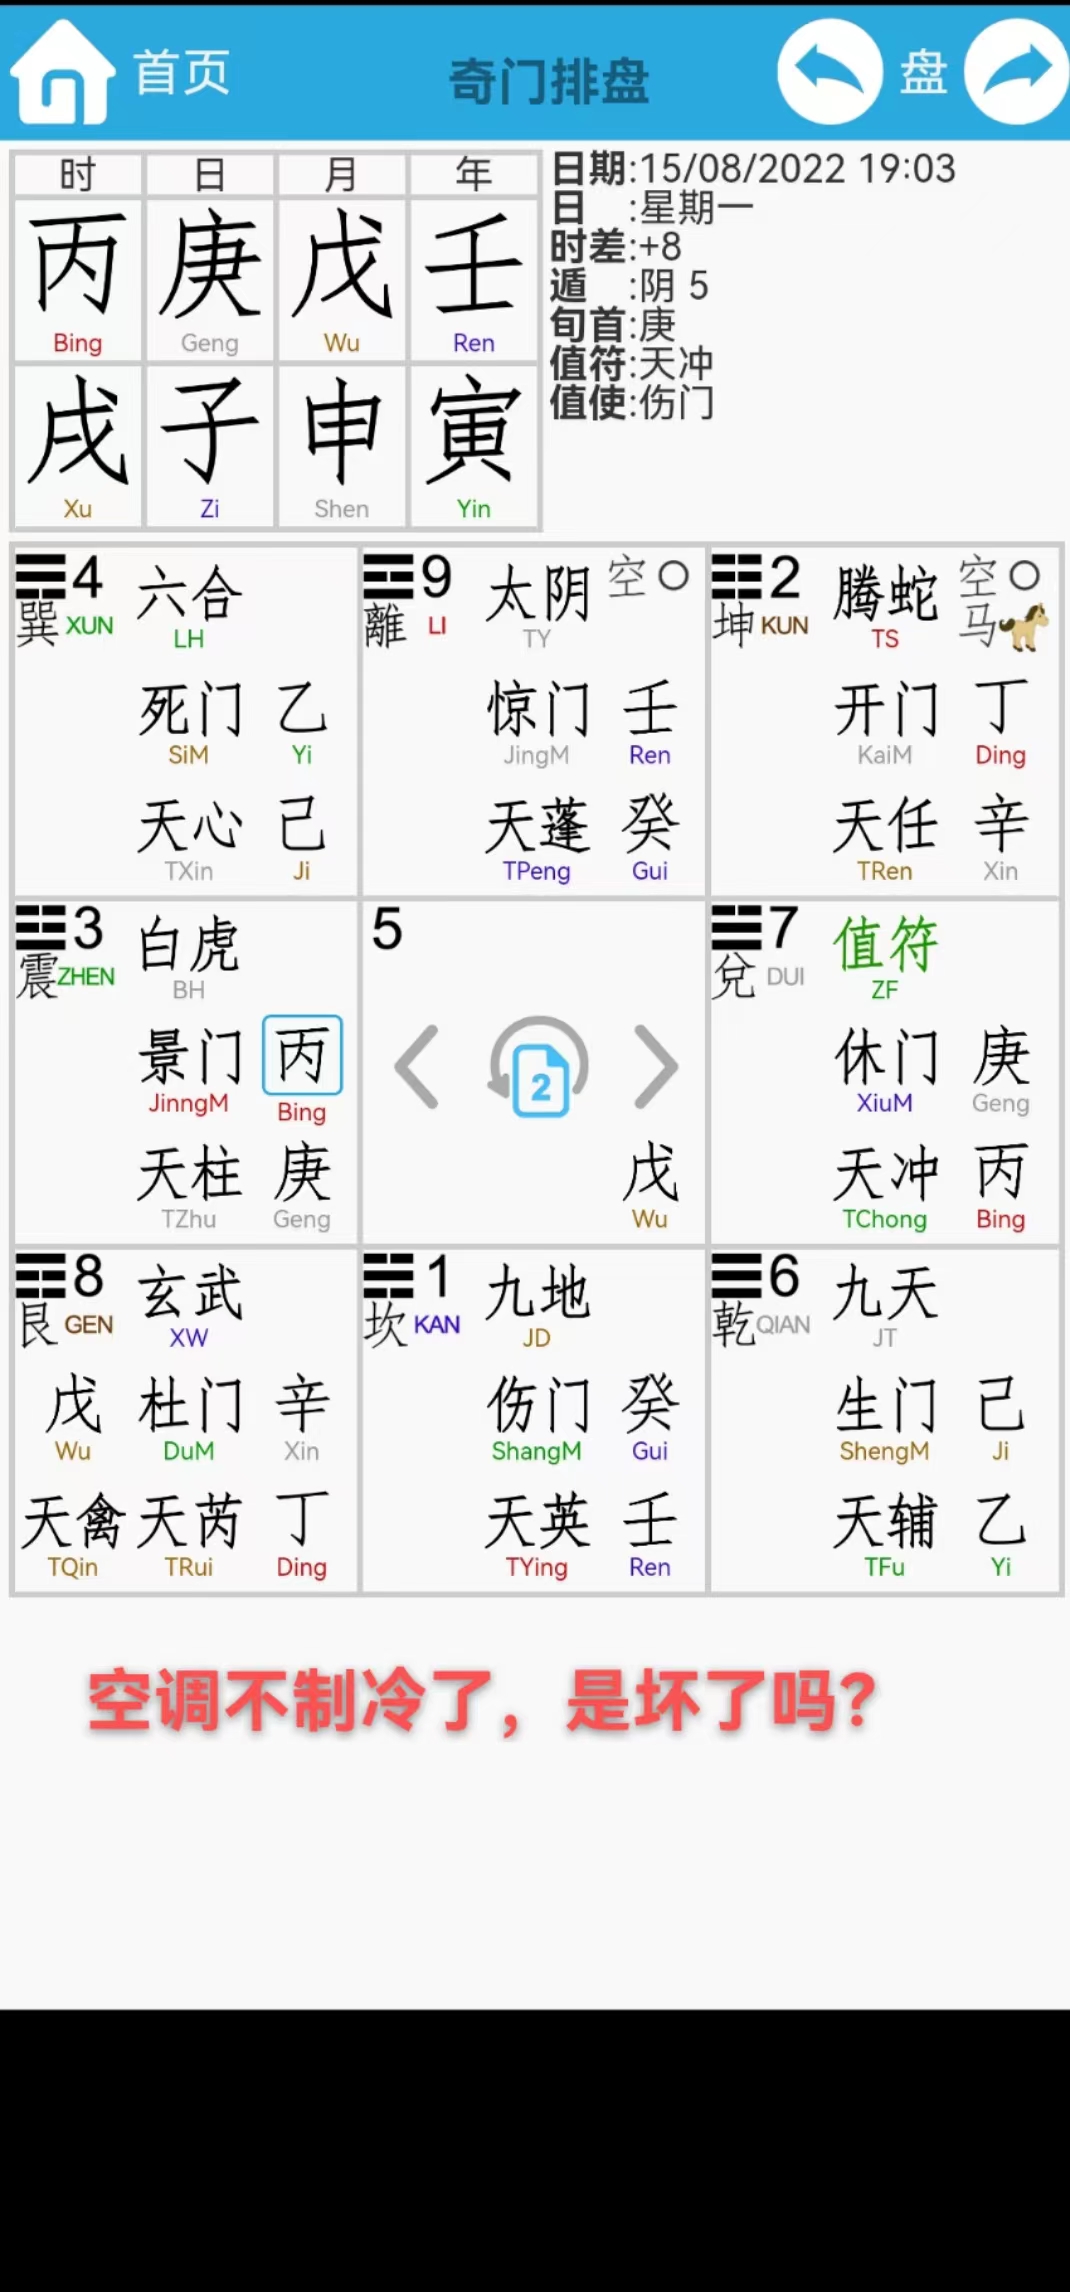 首页 奇门排盘 盘
时 日 月 年
丙 庚 戊 壬
Bing Geng Wu Ren
戌 子 申 寅
Xu Zi Shen Yin
日期:15/08/2022 19:03
日 :星期一
时差:+8
遁 :阴 5
旬首:庚
值符:天冲
值使:伤门
4 六合
巽 XUN LH
死门 乙
SiM Yi
天心 己
TXin Ji
9 太阴 空
離 LI TY
惊门 壬
JingM Ren
天蓬 癸
TPeng Gui
2 腾蛇 空
坤 KUN TS 马
开门 丁
KaiM Ding
天任 辛
TRen Xin
3 白虎
震 ZHEN BH
景门 丙
JinngM Bing
天柱 庚
TZhu Geng
5
2
戊
Wu
7 值符
兌 DUI ZF
休门 庚
XiuM Geng
天冲 丙
TChong Bing
8 玄武
艮 GEN XW
戊 杜门 辛
Wu DuM Xin
天禽 天芮 丁
TQin TRui Ding
1 九地
坎 KAN JD
伤门 癸
ShangM Gui
天英 壬
TYing Ren
6 九天
乾 QIAN JT
生门 己
ShengM Ji
天辅 乙
TFu Yi
空调不制冷了，是坏了吗？